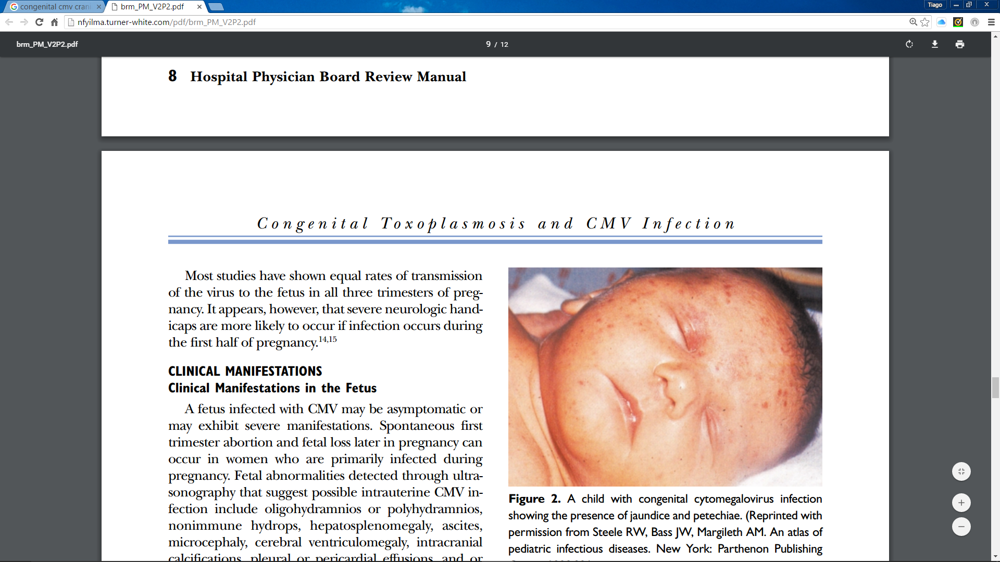 congenital cmv cran
brm_PM_V2P2.pdf
Tiago
nfyilma.turner-white.com/pdf/brm_PM_V2P2.pdf
brm_PM_V2P2.pdf
9 / 12
8 Hospital Physician Board Review Manual
Congenital Toxoplasmosis and CMV Infection
Most studies have shown equal rates of transmission
of the virus to the fetus in all three trimesters of preg-
nancy. It appears, however, that severe neurologic hand-
icaps are more likely to occur if infection occurs during
the first half of pregnancy.14,15
CLINICAL MANIFESTATIONS
Clinical Manifestations in the Fetus
A fetus infected with CMV may be asymptomatic or
may exhibit severe manifestations. Spontaneous first
trimester abortion and fetal loss later in pregnancy can
occur in women who are primarily infected during
pregnancy. Fetal abnormalities detected through ultra-
sonography that suggest possible intrauterine CMV in-
fection include oligohydramnios or polyhydramnios,
nonimmune hydrops, hepatosplenomegaly, ascites,
microcephaly, cerebral ventriculomegaly, intracranial
calcifications, pleural or pericardial effusions, and or
Figure 2. A child with congenital cytomegalovirus infection
showing the presence of jaundice and petechiae. (Reprinted with
permission from Steele RW, Bass JW, Margileth AM. An atlas of
pediatric infectious diseases. New York: Parthenon Publishing